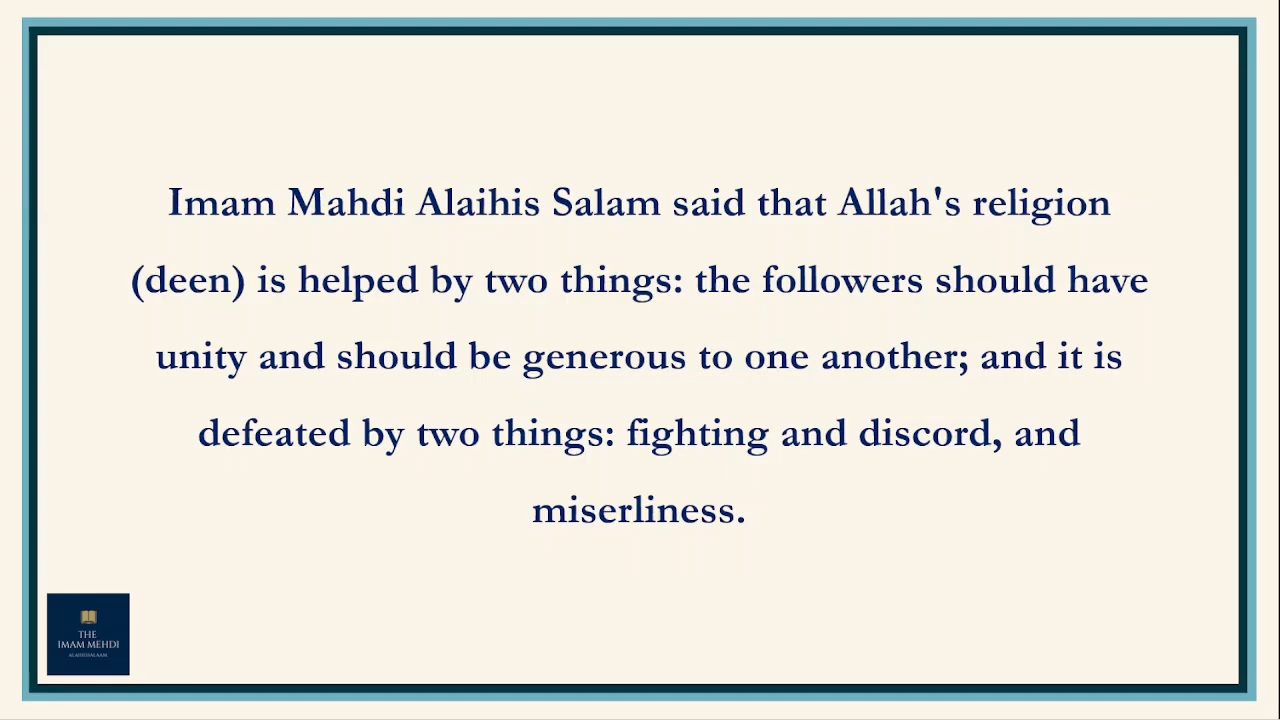 Imam Mahdi Alaihis Salam said that Allah's religion
(deen) is helped by two things: the followers should have
unity and should be generous to one another; and it is
defeated by two things: fighting and discord, and
miserliness.
THE
IMAM MEHDI
ALAIHISSALAAM